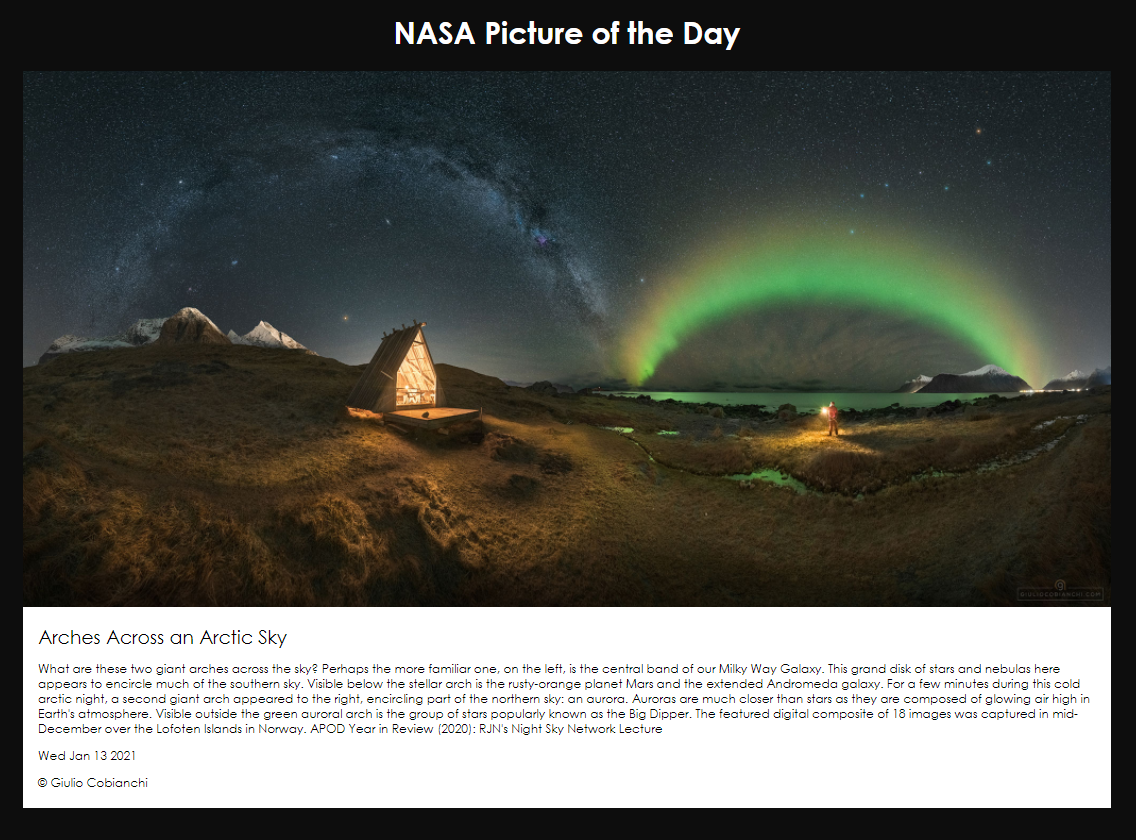 NASA Picture of the Day
GIULIOCOBIANCHI.COM
Arches Across an Arctic Sky
What are these two giant arches across the sky? Perhaps the more familiar one, on the left, is the central band of our Milky Way Galaxy. This grand disk of stars and nebulas here
appears to encircle much of the southern sky. Visible below the stellar arch is the rusty-orange planet Mars and the extended Andromeda galaxy. For a few minutes during this cold
arctic night, a second giant arch appeared to the right, encircling part of the northern sky: an aurora. Auroras are much closer than stars as they are composed of glowing air high in
Earth's atmosphere. Visible outside the green auroral arch is the group of stars popularly known as the Big Dipper. The featured digital composite of 18 images was captured in mid-
December over the Lofoten Islands in Norway. APOD Year in Review (2020): RJN's Night Sky Network Lecture
Wed Jan 13 2021
© Giulio Cobianchi